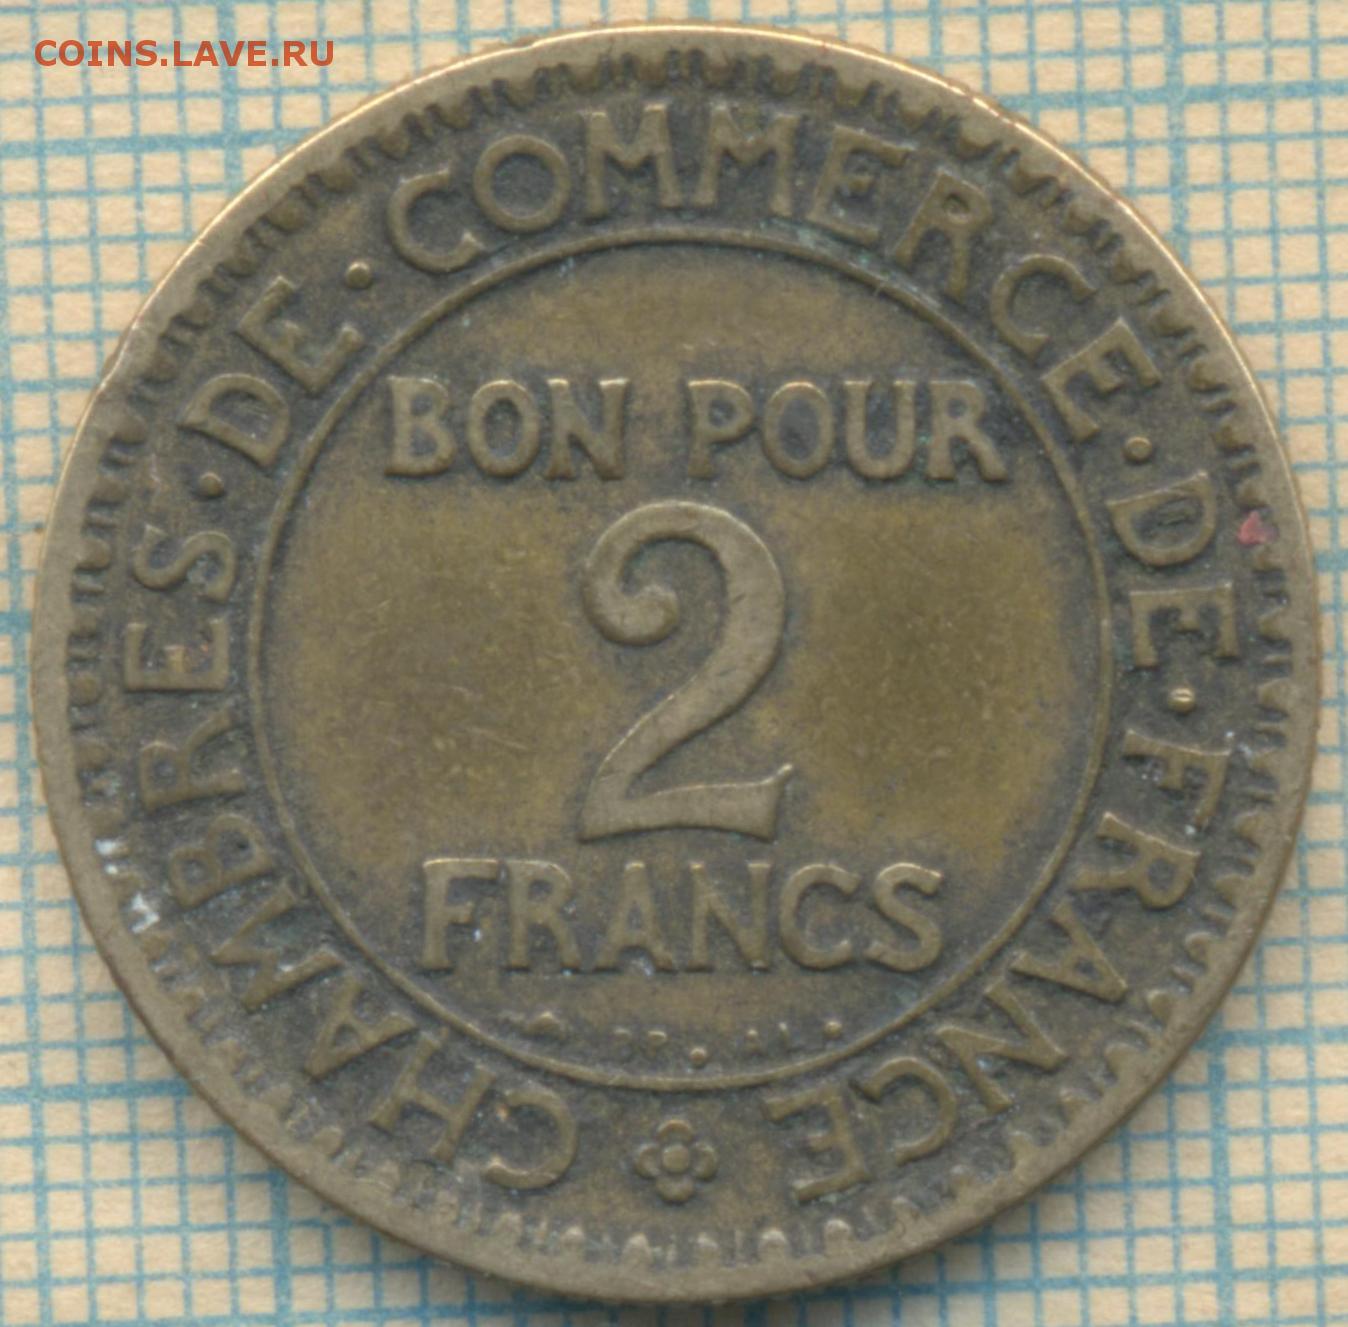 COINS.LAVE.RU
CHAMBRES·DE·COMMERCE·DE·FRANCE
BON POUR
2
FRANCS